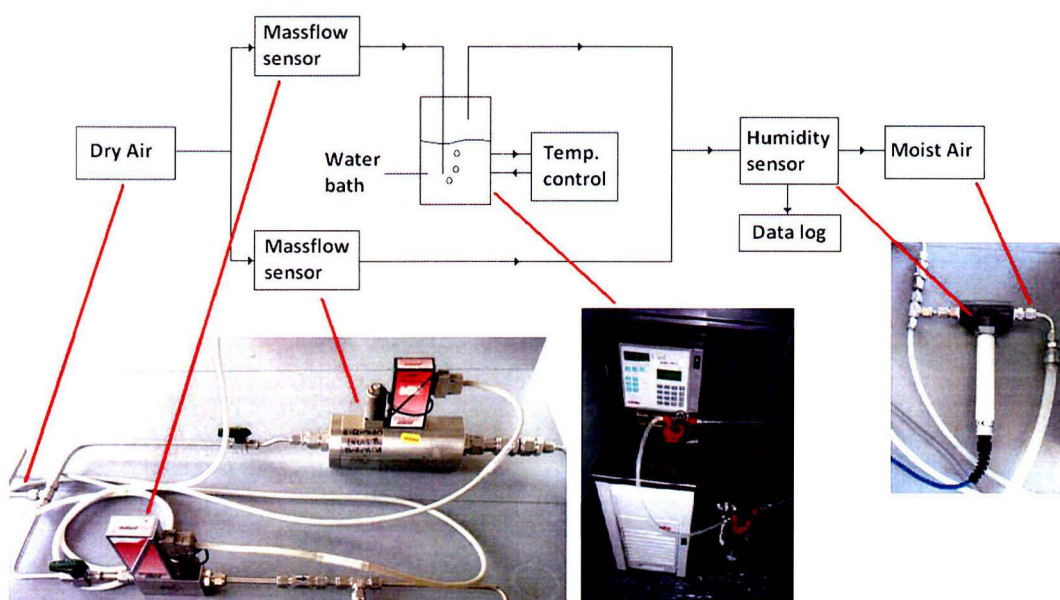 Massflow
sensor
Dry Air
Water
bath
Temp.
control
Humidity
sensor
Moist Air
Data log
Massflow
sensor